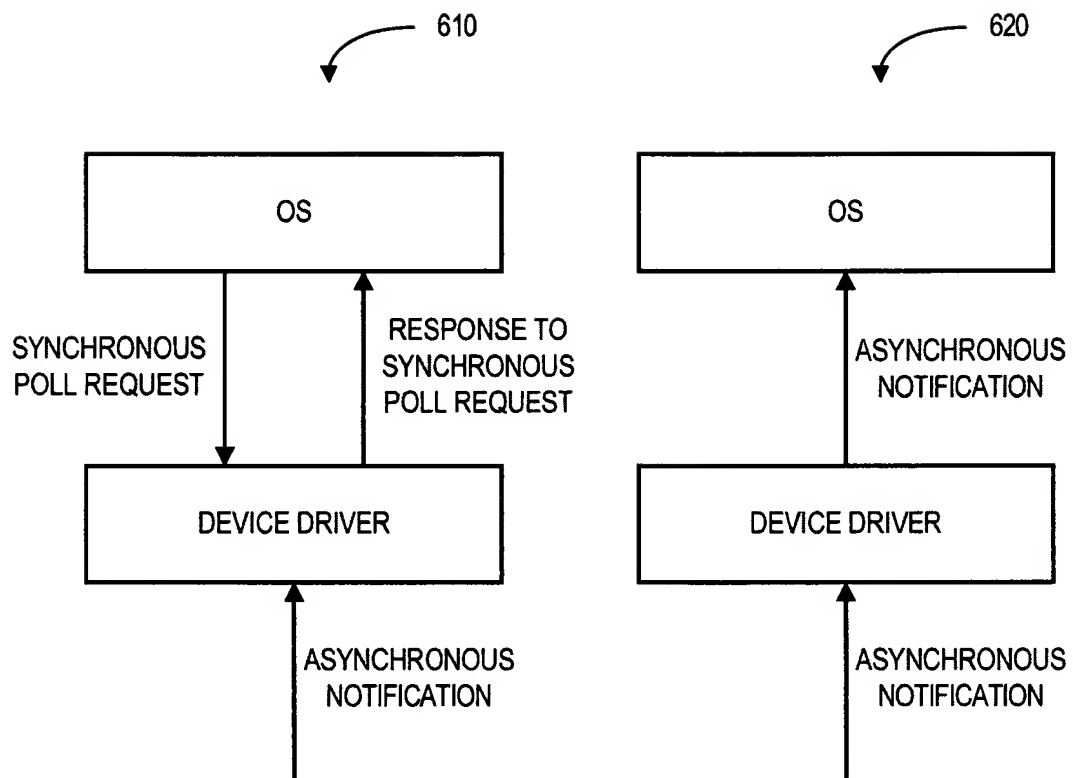 610
OS
SYNCHRONOUS
POLL REQUEST
RESPONSE TO
SYNCHRONOUS
POLL REQUEST
DEVICE DRIVER
ASYNCHRONOUS
NOTIFICATION
620
OS
ASYNCHRONOUS
NOTIFICATION
DEVICE DRIVER
ASYNCHRONOUS
NOTIFICATION